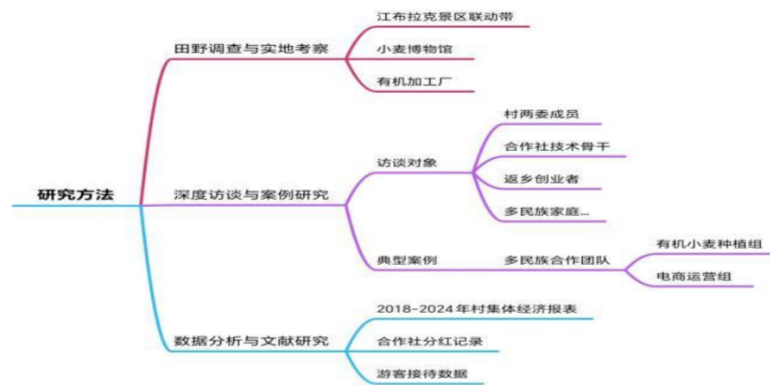 研究方法
田野调查与实地考察
江布拉克景区联动带
小麦博物馆
有机加工厂
深度访谈与案例研究
访谈对象
村两委成员
合作社技术骨干
返乡创业者
多民族家庭...
典型案例
多民族合作团队
有机小麦种植组
电商运营组
数据分析与文献研究
2018-2024年村集体经济报表
合作社分红记录
游客接待数据